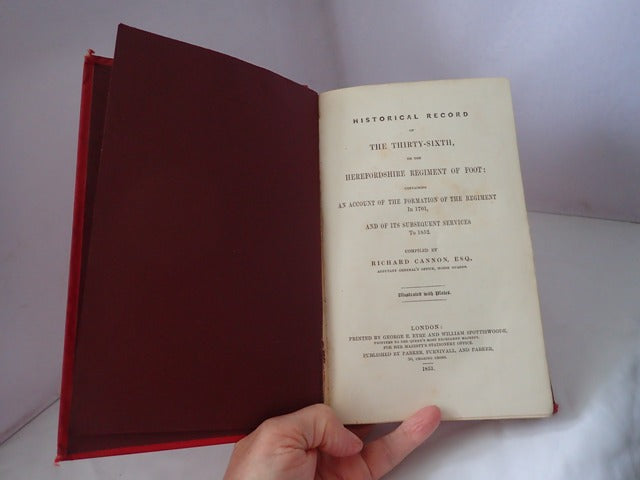 HISTORICAL RECORD
OF
THE THIRTY-SIXTH,
OR THE
HEREFORDSHIRE REGIMENT OF FOOT:
CONTAINING
AN ACCOUNT OF THE FORMATION OF THE REGIMENT
In 1701,
AND OF ITS SUBSEQUENT SERVICES
To 1852.
COMPILED BY
RICHARD CANNON, ESQ.,
ADJUTANT GENERAL'S OFFICE, HORSE GUARDS.
Illustrated with Plates.
LONDON:
PRINTED BY GEORGE E. EYRE AND WILLIAM SPOTTISWOODE,
PRINTERS TO THE QUEEN'S MOST EXCELLENT MAJESTY,
FOR HER MAJESTY'S STATIONERY OFFICE.
PUBLISHED BY PARKER, FURNIVALL, AND PARKER,
30, CHARING CROSS.
1853.